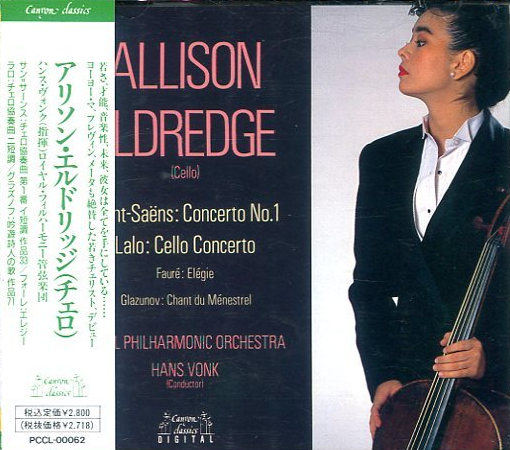 Canyon classics
アリソン・エルドリッジ(チェロ)
ハンス・ヴォンク(指揮)ロイヤル・フィルハーモニー管弦楽団
サン=サーンス:チェロ協奏曲 第1番 イ短調 作品33/フォーレ:エレジー
ラロ:チェロ協奏曲 ニ短調/グラズノフ:吟遊詩人の歌 作品71
若さ、才能、音楽性、未来、彼女は全てを手にしている……
ヨーヨー・マ、プレヴィン、メータも絶賛した若きチェリスト、デビュー
Canyon classics
税込定価¥2,800
(税抜価格¥2,718)
PCCL-00062
ALLISON
LDREDGE
(Cello)
nt-Saëns: Concerto No.1
Lalo: Cello Concerto
Fauré: Elégie
Glazunov: Chant du Ménestrel
L PHILHARMONIC ORCHESTRA
HANS VONK
(Conductor)
Canyon classics
DIGITAL